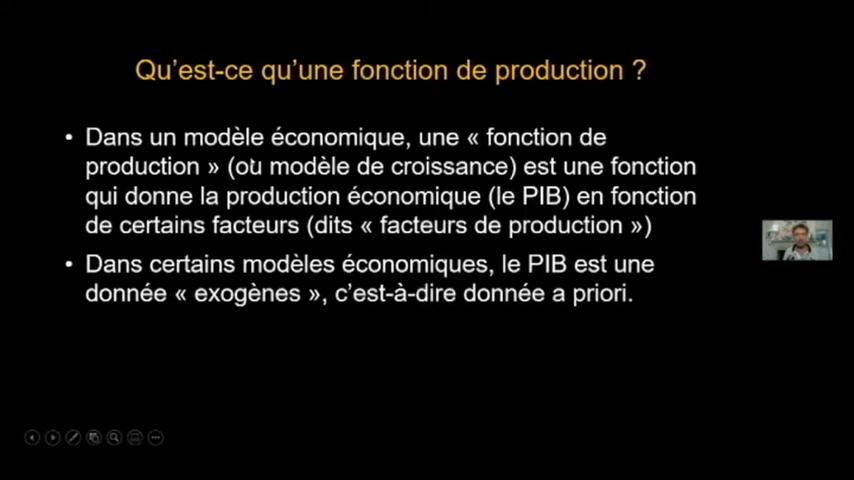 Qu’est-ce qu’une fonction de production ?
• Dans un modèle économique, une « fonction de
production » (où modèle de croissance) est une fonction
qui donne la production économique (le PIB) en fonction
de certains facteurs (dits « facteurs de production »)
• Dans certains modèles économiques, le PIB est une
donnée « exogènes », c’est-à-dire donnée a priori.